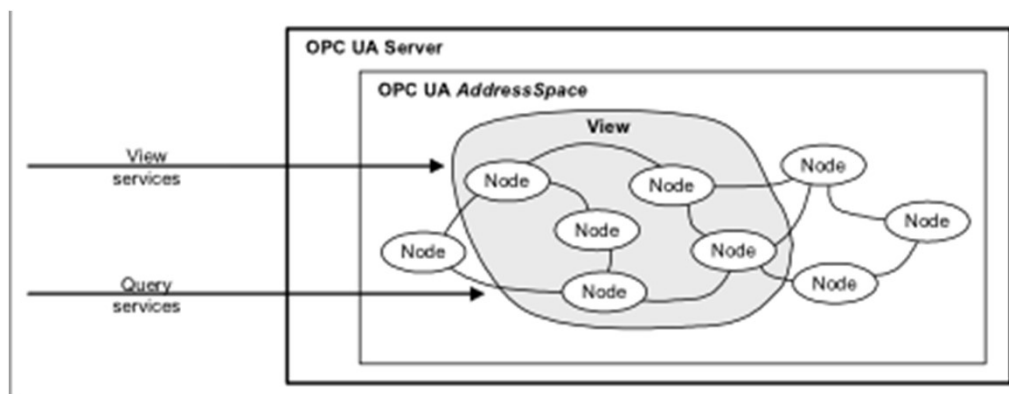 OPC UA Server
OPC UA AddressSpace
View
View
services
Node
Node
Node
Node
Node
Node
Node
Node
Node
Query
services